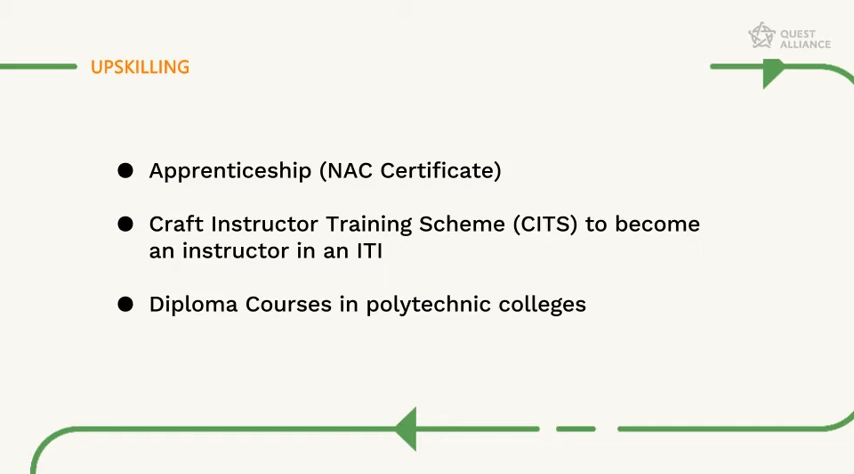 QUEST
ALLIANCE
UPSKILLING
● Apprenticeship (NAC Certificate)
● Craft Instructor Training Scheme (CITS) to become
an instructor in an ITI
● Diploma Courses in polytechnic colleges